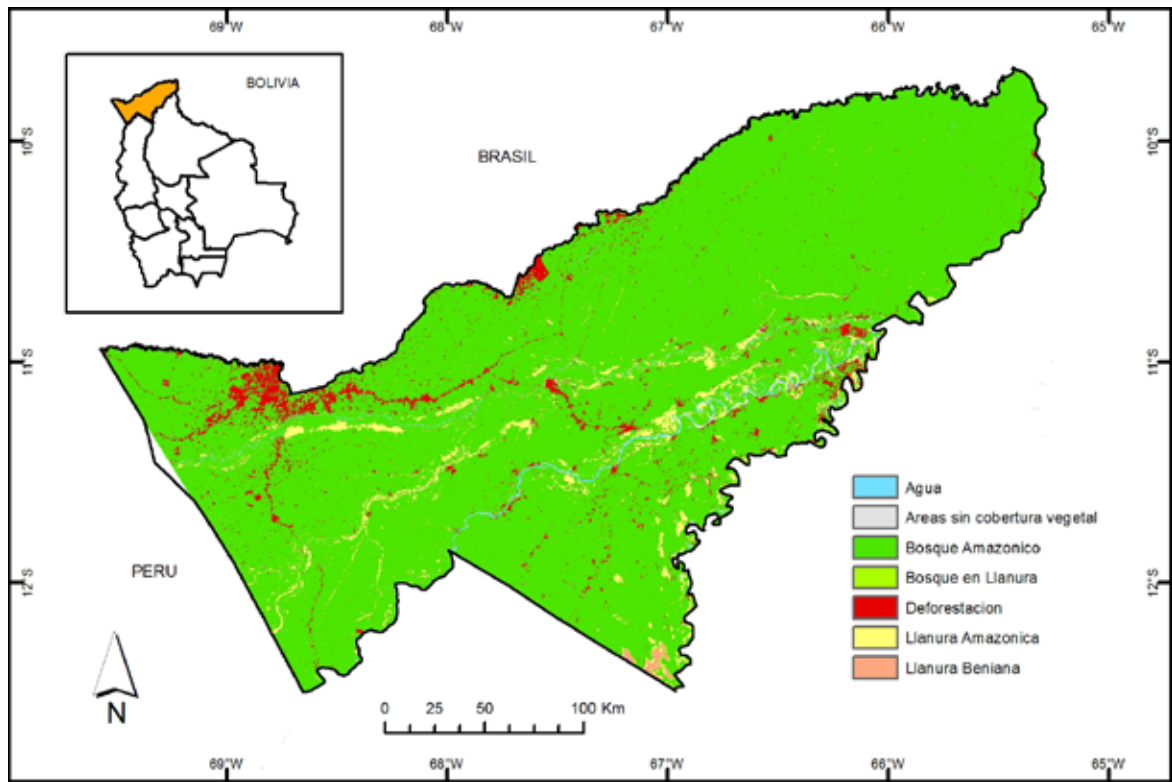 69°W 68°W 67°W 66°W 65°W
BOLIVIA
10°S
10°S
BRASIL
11°S
11°S
PERU
12°S
12°S
Agua
Areas sin cobertura vegetal
Bosque Amazonico
Bosque en Llanura
Deforestacion
Llanura Amazonica
Llanura Beniana
N
0 25 50 100 Km
69°W 68°W 67°W 66°W 65°W